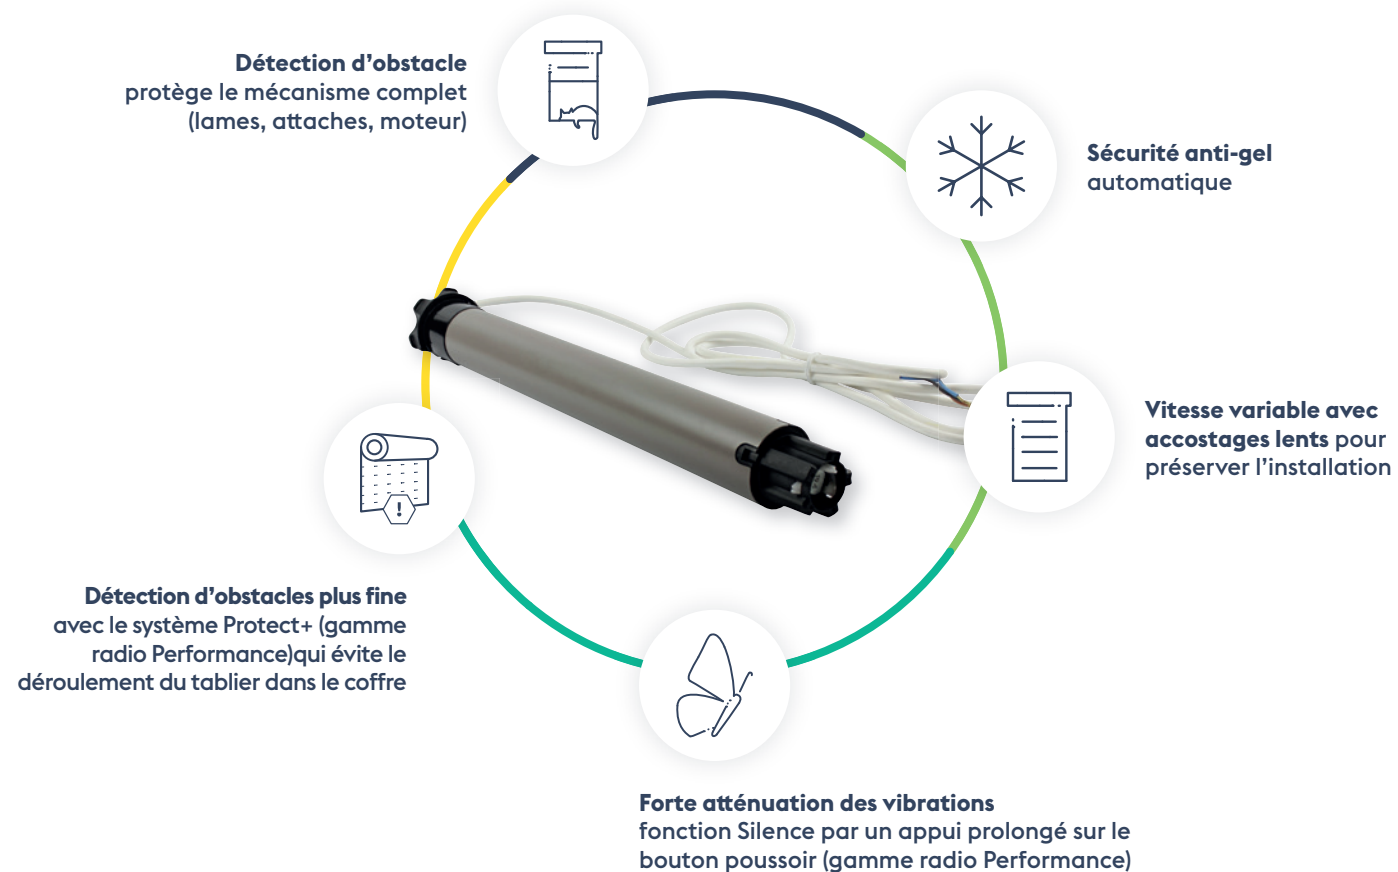 Détection d’obstacle
protège le mécanisme complet
(lames, attaches, moteur)
Sécurité anti-gel
automatique
Vitesse variable avec
accostages lents pour
préserver l’installation
Détection d’obstacles plus fine
avec le système Protect+ (gamme
radio Performance)qui évite le
déroulement du tablier dans le coffre
!
Forte atténuation des vibrations
fonction Silence par un appui prolongé sur le
bouton poussoir (gamme radio Performance)